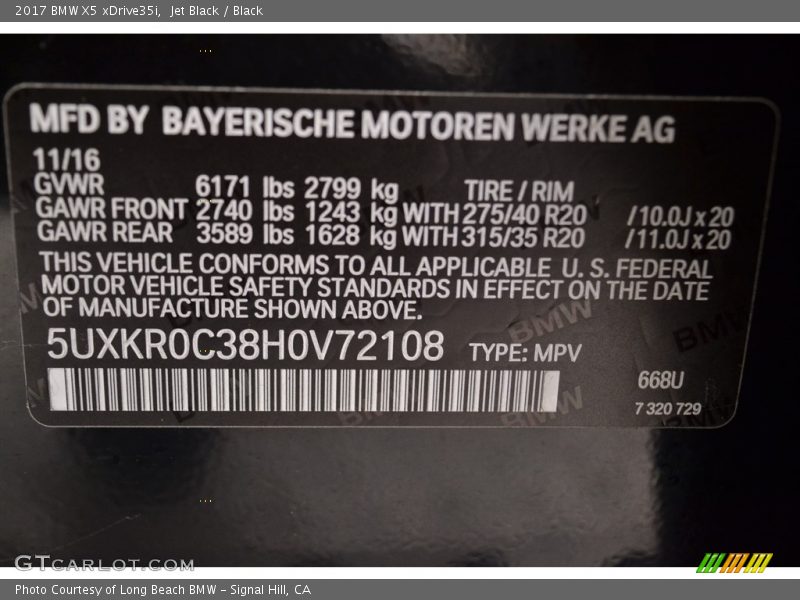 2017 BMW X5 xDrive35i, Jet Black / Black
MFD BY BAYERISCHE MOTOREN WERKE AG
11/16
GVWR 6171 lbs 2799 kg TIRE / RIM
GAWR FRONT 2740 lbs 1243 kg WITH 275/40 R20 /10.0J x 20
GAWR REAR 3589 lbs 1628 kg WITH 315/35 R20 /11.0J x 20
THIS VEHICLE CONFORMS TO ALL APPLICABLE U. S. FEDERAL
MOTOR VEHICLE SAFETY STANDARDS IN EFFECT ON THE DATE
OF MANUFACTURE SHOWN ABOVE.
5UXKR0C38H0V72108 TYPE: MPV
668U
7 320 729
GTCARLOT.COM
Photo Courtesy of Long Beach BMW - Signal Hill, CA